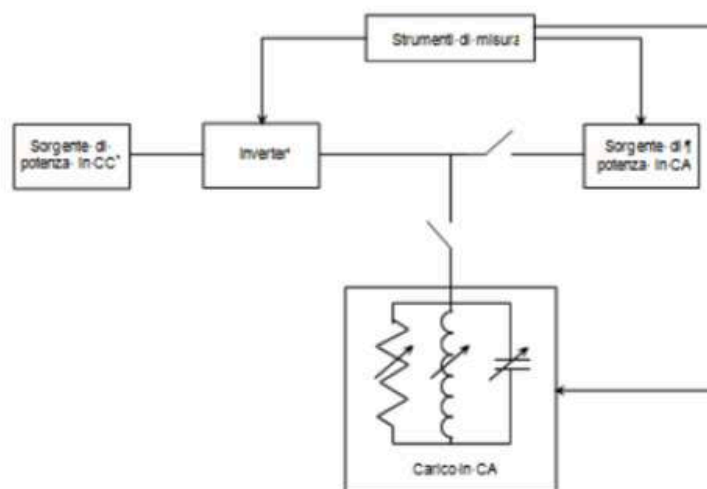 Strumenti·di·misura
Sorgente·di·
potenza·in·CC*
Inverter*
Sorgente·di·¶
potenza·in·CA
Carico·in·CA